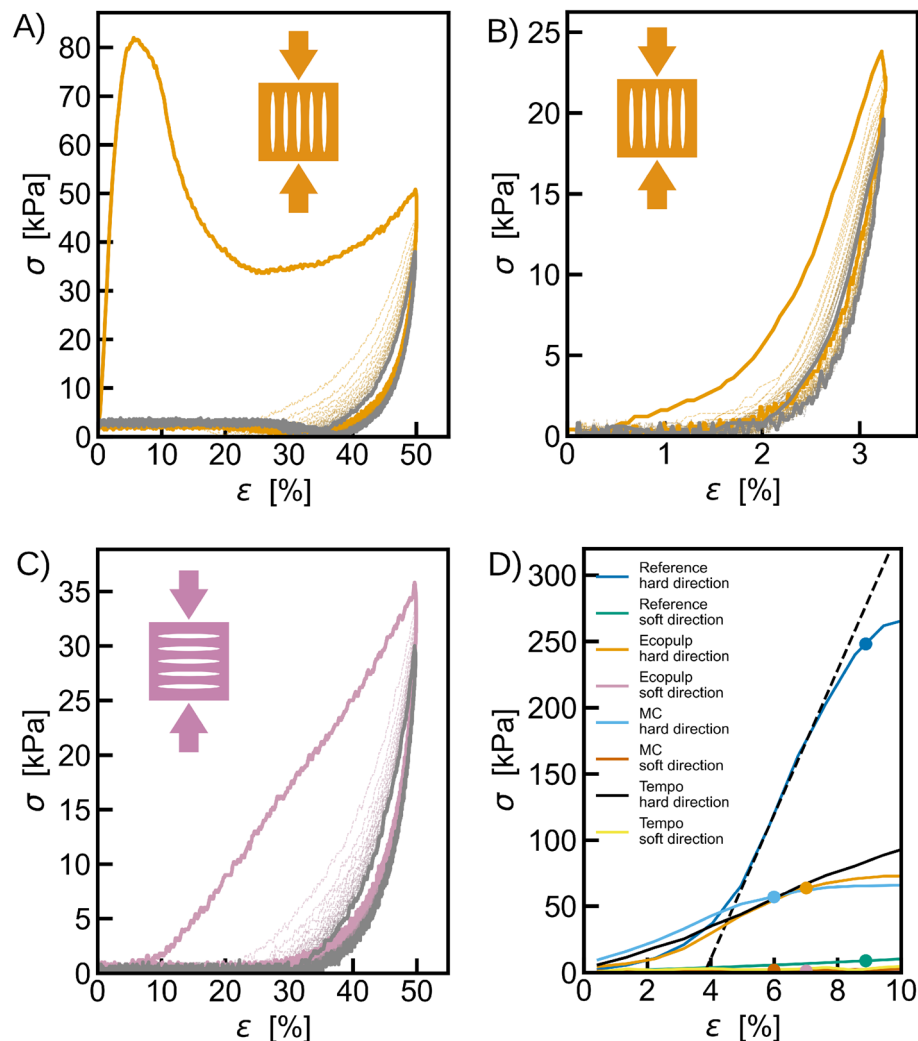 A)
80
70
60
50
40
30
20
10
0
σ [kPa]
0 10 20 30 40 50
ε [%]
B)
25
20
15
10
5
0
σ [kPa]
0 1 2 3
ε [%]
C)
35
30
25
20
15
10
5
0
σ [kPa]
0 10 20 30 40 50
ε [%]
D)
300
250
200
150
100
50
0
σ [kPa]
Reference
hard direction
Reference
soft direction
Ecopulp
hard direction
Ecopulp
soft direction
MC
hard direction
MC
soft direction
Tempo
hard direction
Tempo
soft direction
0 2 4 6 8 10
ε [%]